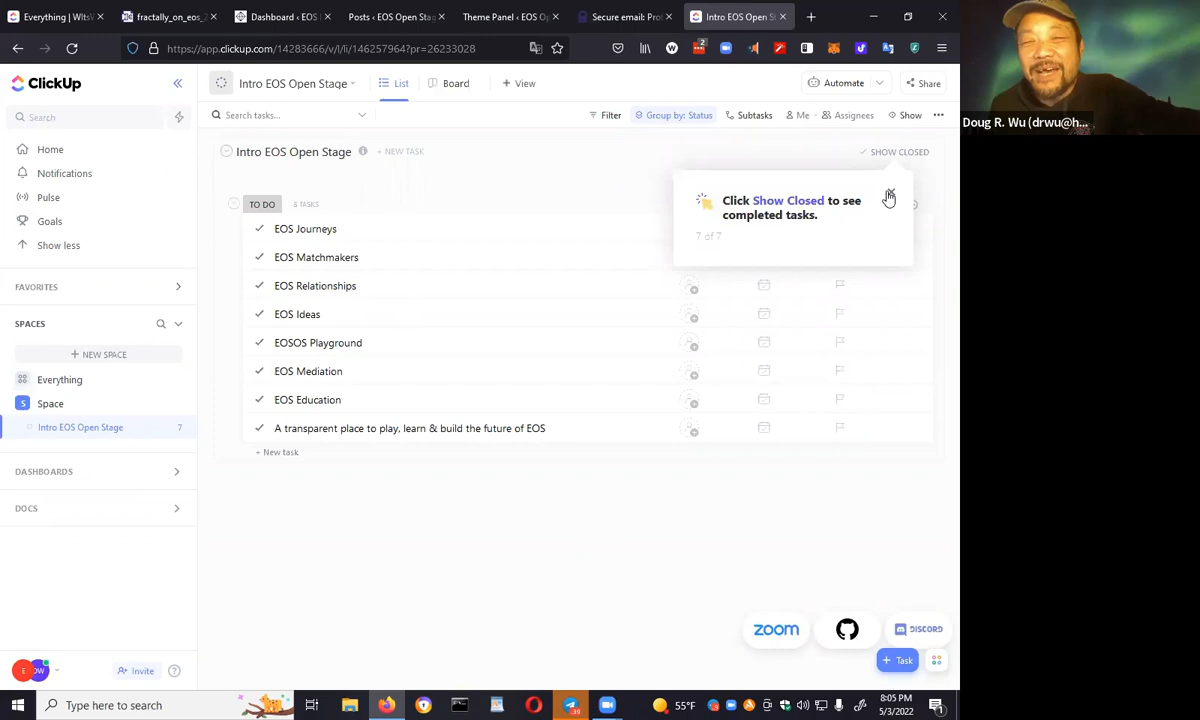 Everything | WItsV
fractally_on_eos_
Dashboard ‹ EOS
Posts ‹ EOS Open Stag
Theme Panel ‹ EOS Op
Secure email: Pro
Intro EOS Open St
https://app.clickup.com/14283666/v/l/li/146257964?pr=26233028
2
ClickUp
Intro EOS Open Stage
List
Board
+ View
Automate
Share
Search
Search tasks...
Filter
Group by: Status
Subtasks
Me
Assignees
Show
Doug R. Wu (drwu@h...
Home
Notifications
Pulse
Goals
Show less
FAVORITES
SPACES
+ NEW SPACE
Everything
S Space
Intro EOS Open Stage 7
DASHBOARDS
DOCS
Intro EOS Open Stage
+ NEW TASK
SHOW CLOSED
Click Show Closed to see
completed tasks.
7 of 7
TO DO
8 TASKS
EOS Journeys
EOS Matchmakers
EOS Relationships
EOS Ideas
EOSOS Playground
EOS Mediation
EOS Education
A transparent place to play, learn & build the future of EOS
+ New task
zoom
DISCORD
+ Task
E
DW
Invite
?
Type here to search
39
55°F
8:05 PM
5/3/2022
1